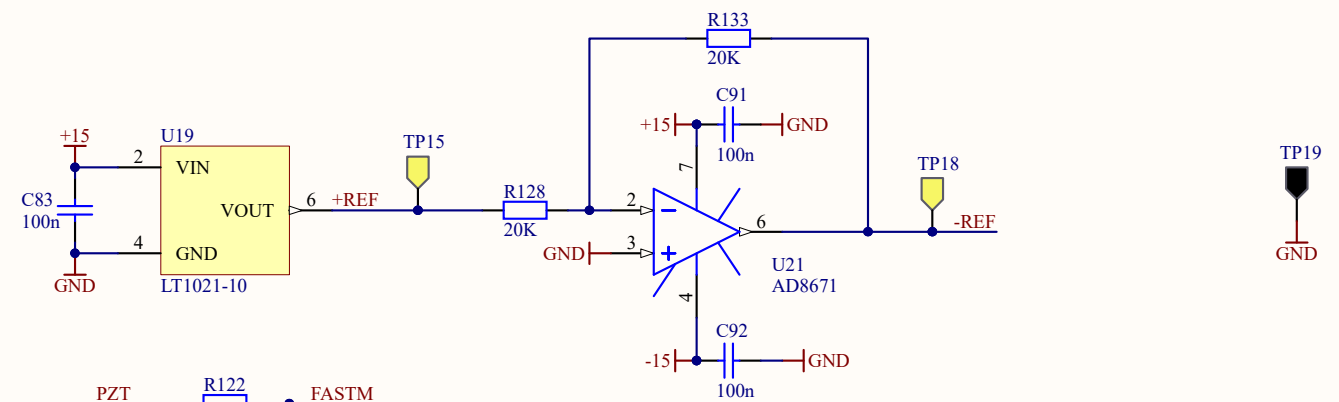 R133
20K
C91
+15
GND
100n
7
+15
U19
2
VIN
C83
100n
VOUT
6
+REF
TP15
R128
20K
2
4
GND
GND
LT1021-10
GND
3
6
TP18
-REF
U21
AD8671
4
C92
-15
GND
100n
TP19
GND
PZT
R122
FASTM